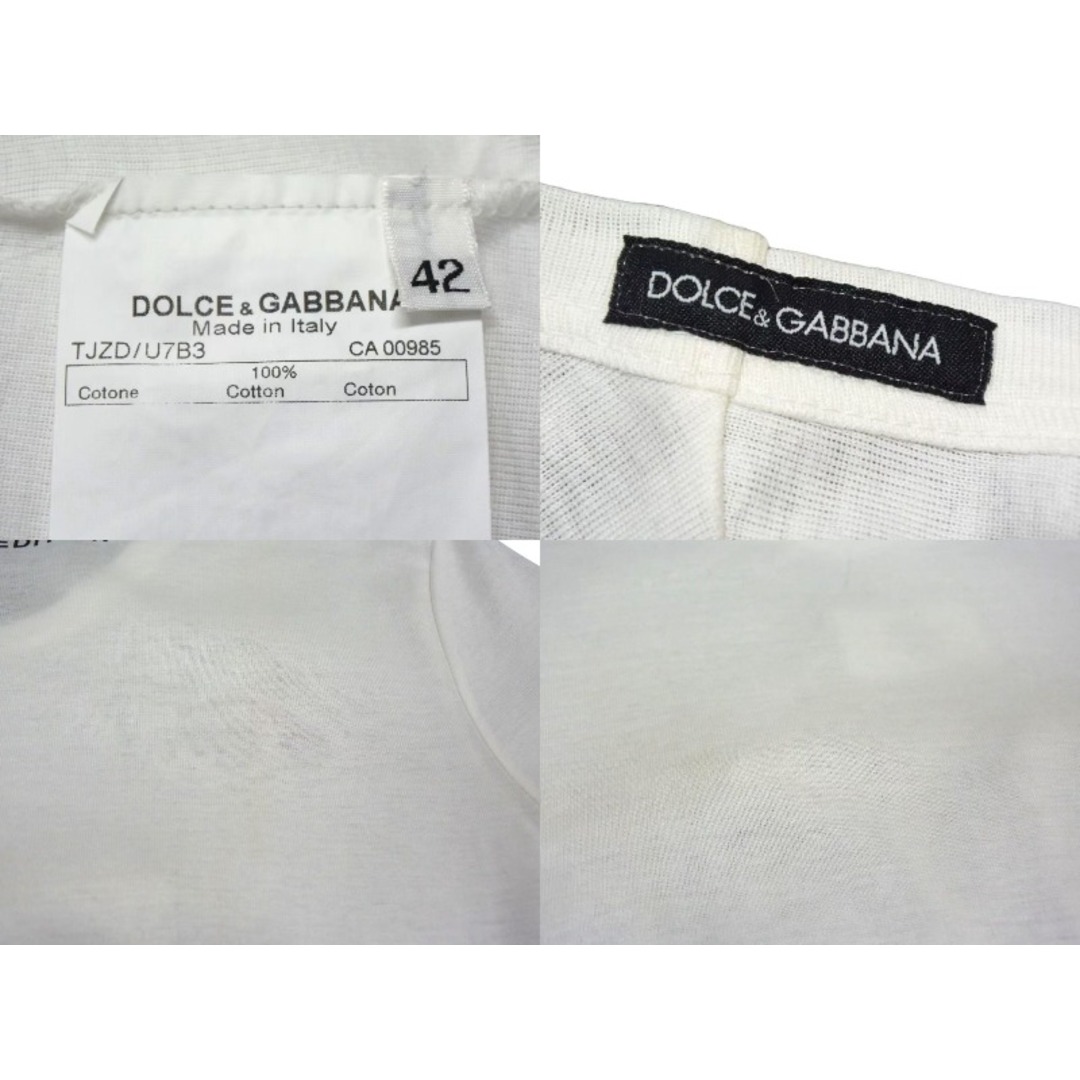 DOLCE & GABBANA
42
Made in Italy
TJZD/U7B3 CA 00985
100%
Cotone Cotton Coton
DOLCE & GABBANA